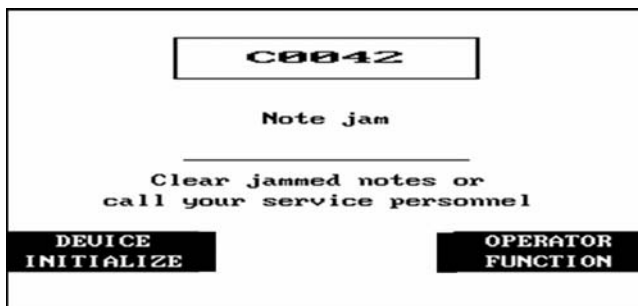 C0042
Note jam
Clear jammed notes or
call your service personnel
DEVICE
INITIALIZE
OPERATOR
FUNCTION